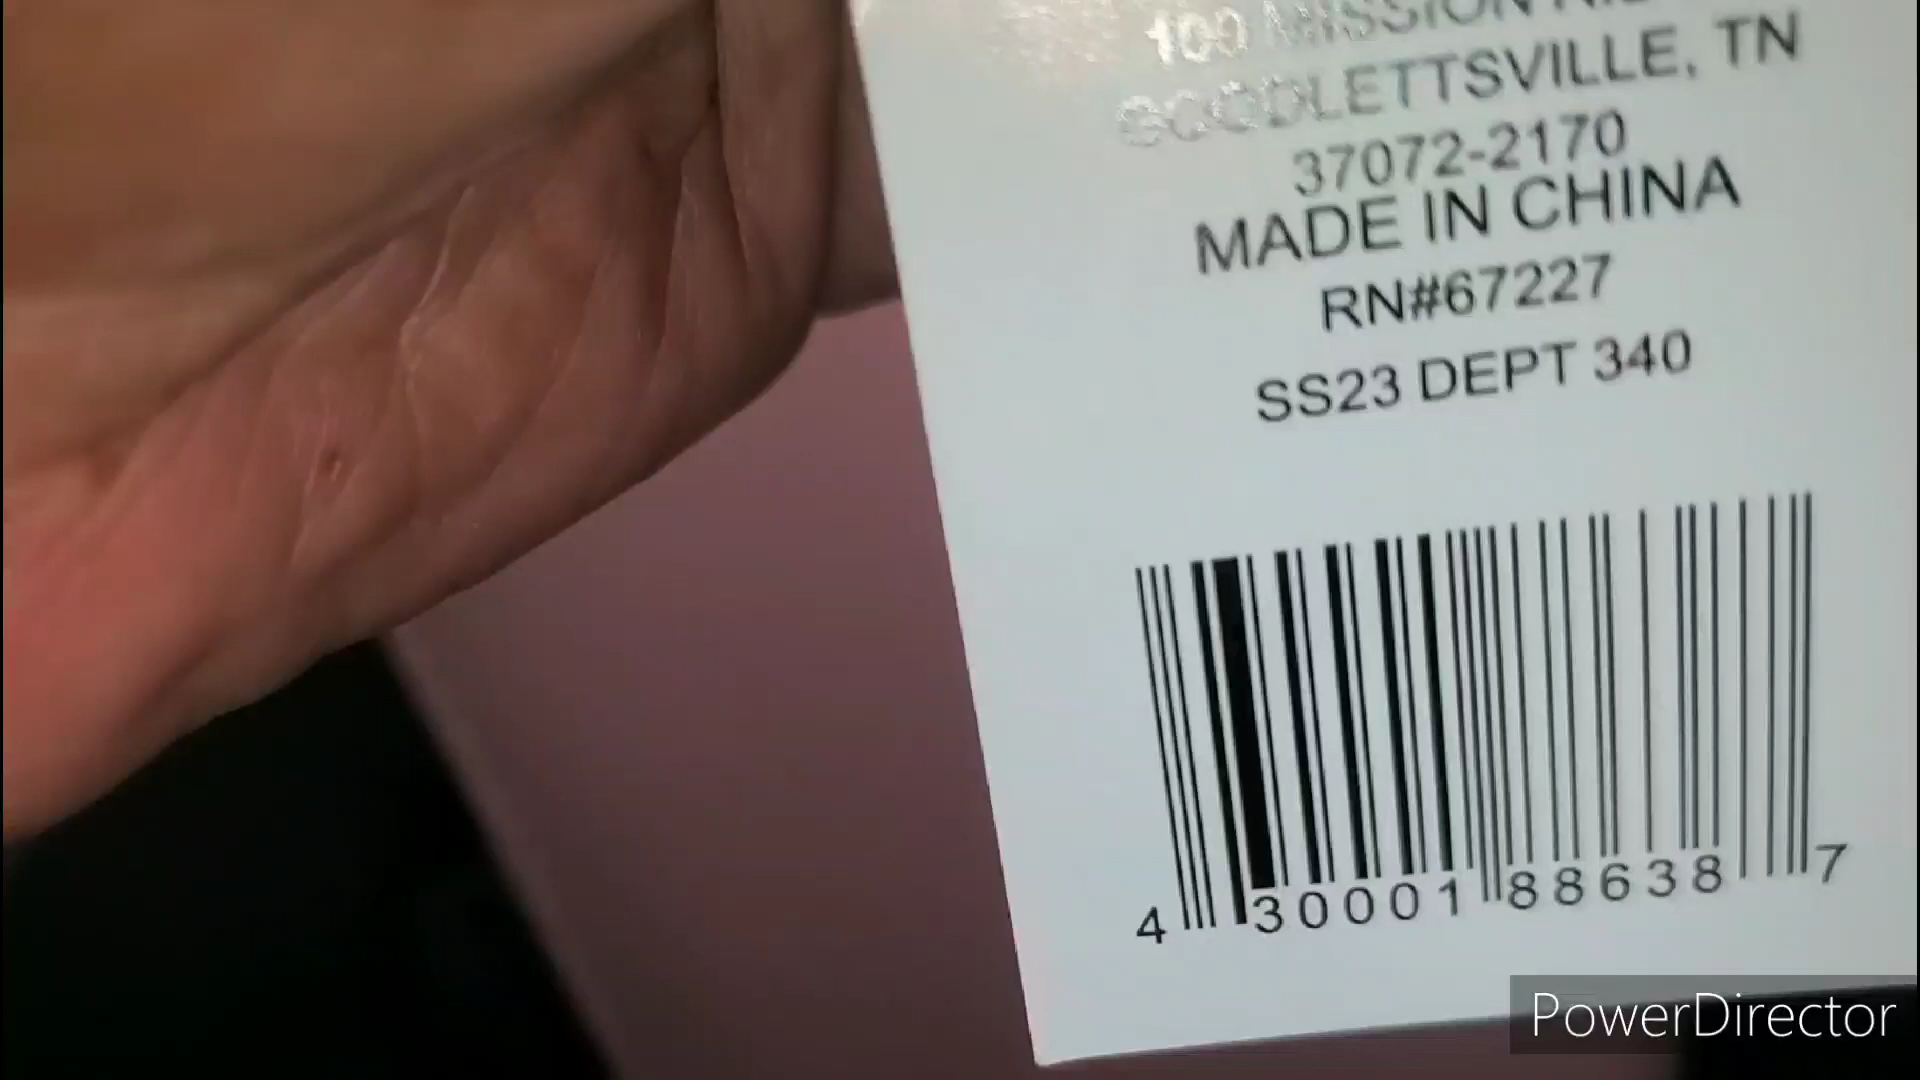 100 MISSION
GOODLETTSVILLE, TN
37072-2170
MADE IN CHINA
RN#67227
SS23 DEPT 340
4 30001 88638 7
PowerDirector